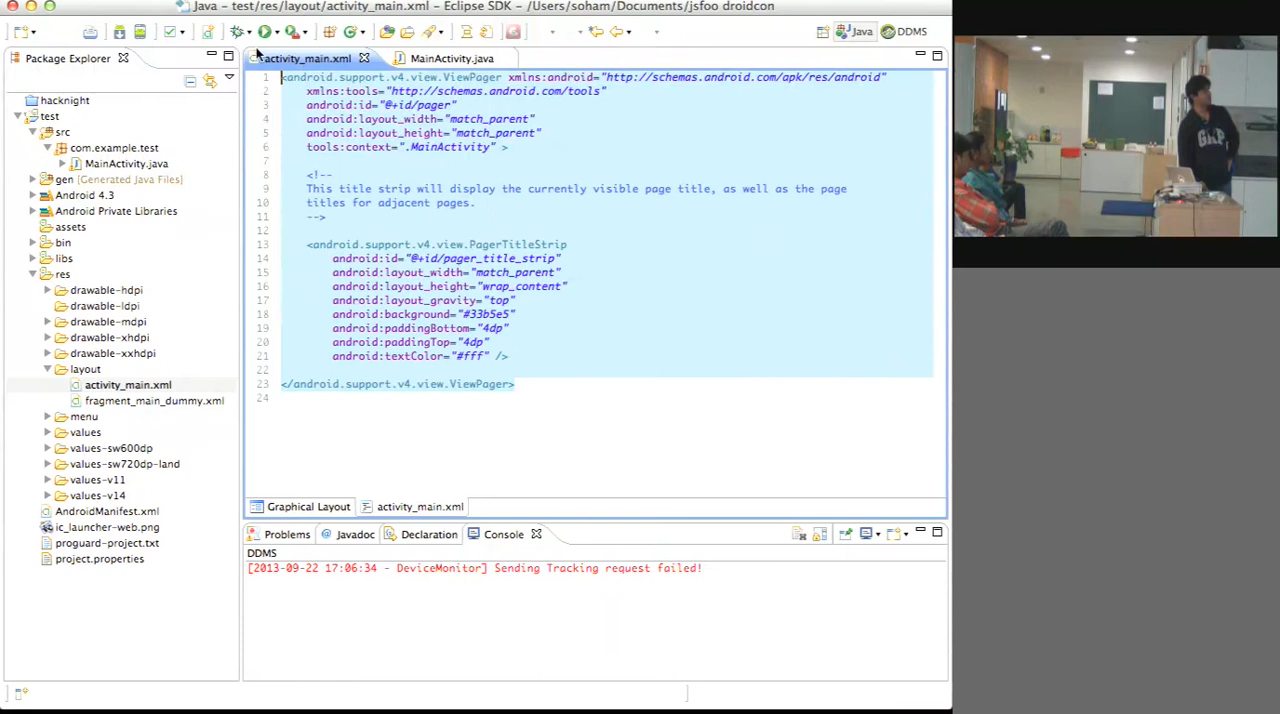 Java - test/res/layout/activity_main.xml - Eclipse SDK - /Users/soham/Documents/jsfoo droidcon
Java
DDMS
Package Explorer
activity_main.xml
MainActivity.java
hacknight
test
src
com.example.test
MainActivity.java
gen [Generated Java Files]
Android 4.3
Android Private Libraries
assets
bin
libs
res
drawable-hdpi
drawable-ldpi
drawable-mdpi
drawable-xhdpi
drawable-xxhdpi
layout
activity_main.xml
fragment_main_dummy.xml
menu
values
values-sw600dp
values-sw720dp-land
values-v11
values-v14
AndroidManifest.xml
ic_launcher-web.png
proguard-project.txt
project.properties
1 <android.support.v4.view.ViewPager xmlns:android="http://schemas.android.com/apk/res/android"
2 xmlns:tools="http://schemas.android.com/tools"
3 android:id="@+id/pager"
4 android:layout_width="match_parent"
5 android:layout_height="match_parent"
6 tools:context=".MainActivity" >
7
8 <!--
9 This title strip will display the currently visible page title, as well as the page
10 titles for adjacent pages.
11 -->
12
13 <android.support.v4.view.PagerTitleStrip
14 android:id="@+id/pager_title_strip"
15 android:layout_width="match_parent"
16 android:layout_height="wrap_content"
17 android:layout_gravity="top"
18 android:background="#33b5e5"
19 android:paddingBottom="4dp"
20 android:paddingTop="4dp"
21 android:textColor="#fff" />
22
23 </android.support.v4.view.ViewPager>
24
Graphical Layout
activity_main.xml
Problems
@ Javadoc
Declaration
Console
DDMS
[2013-09-22 17:06:34 - DeviceMonitor] Sending Tracking request failed!
GAP